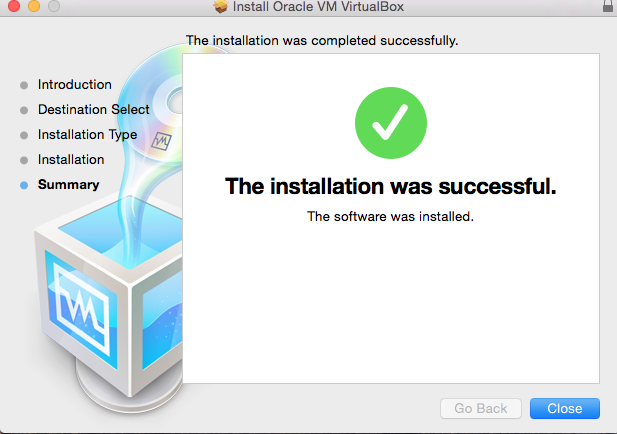 Install Oracle VM VirtualBox
The installation was completed successfully.
Introduction
Destination Select
Installation Type
Installation
Summary
The installation was successful.
The software was installed.
Go Back
Close